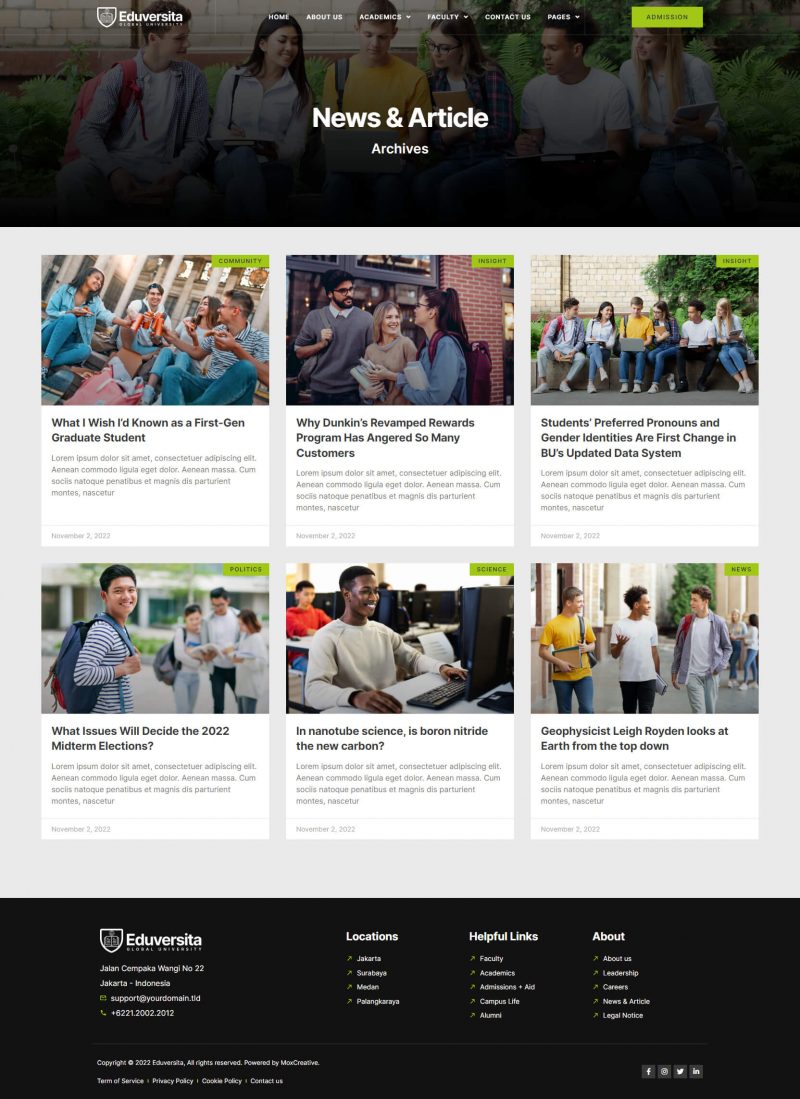 Eduversita
GLOBAL UNIVERSITY
HOME ABOUT US ACADEMICS FACULTY CONTACT US PAGES
ADMISSION
News & Article
Archives
COMMUNITY
What I Wish I'd Known as a First-Gen
Graduate Student
Lorem ipsum dolor sit amet, consectetuer adipiscing elit.
Aenean commodo ligula eget dolor. Aenean massa. Cum
sociis natoque penatibus et magnis dis parturient
montes, nascetur
November 2, 2022
INSIGHT
Why Dunkin's Revamped Rewards
Program Has Angered So Many
Customers
Lorem ipsum dolor sit amet, consectetuer adipiscing elit.
Aenean commodo ligula eget dolor. Aenean massa. Cum
sociis natoque penatibus et magnis dis parturient
montes, nascetur
November 2, 2022
INSIGHT
Students' Preferred Pronouns and
Gender Identities Are First Change in
BU's Updated Data System
Lorem ipsum dolor sit amet, consectetuer adipiscing elit.
Aenean commodo ligula eget dolor. Aenean massa. Cum
sociis natoque penatibus et magnis dis parturient
montes, nascetur
November 2, 2022
POLITICS
What Issues Will Decide the 2022
Midterm Elections?
Lorem ipsum dolor sit amet, consectetuer adipiscing elit.
Aenean commodo ligula eget dolor. Aenean massa. Cum
sociis natoque penatibus et magnis dis parturient
montes, nascetur
November 2, 2022
SCIENCE
In nanotube science, is boron nitride
the new carbon?
Lorem ipsum dolor sit amet, consectetuer adipiscing elit.
Aenean commodo ligula eget dolor. Aenean massa. Cum
sociis natoque penatibus et magnis dis parturient
montes, nascetur
November 2, 2022
NEWS
Geophysicist Leigh Royden looks at
Earth from the top down
Lorem ipsum dolor sit amet, consectetuer adipiscing elit.
Aenean commodo ligula eget dolor. Aenean massa. Cum
sociis natoque penatibus et magnis dis parturient
montes, nascetur
November 2, 2022
Eduversita
GLOBAL UNIVERSITY
Jalan Cempaka Wangi No 22
Jakarta - Indonesia
support@yourdomain.tld
+6221.2002.2012
Locations
Jakarta
Surabaya
Medan
Palangkaraya
Helpful Links
Faculty
Academics
Admissions + Aid
Campus Life
Alumni
About
About us
Leadership
Careers
News & Article
Legal Notice
Copyright © 2022 Eduversita, All rights reserved. Powered by MoxCreative.
Term of Service Privacy Policy Cookie Policy Contact us